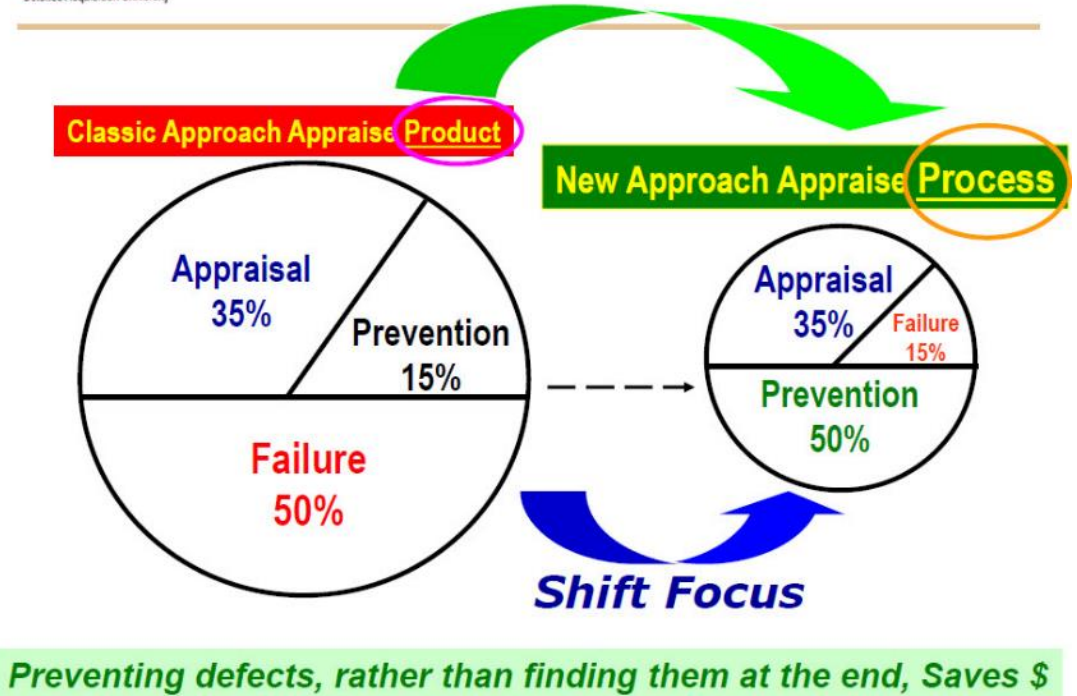 Classic Approach Appraise Product
New Approach Appraise Process
Appraisal
35%
Prevention
15%
Failure
50%
Appraisal
35%
Failure
15%
Prevention
50%
Shift Focus
Preventing defects, rather than finding them at the end, Saves $